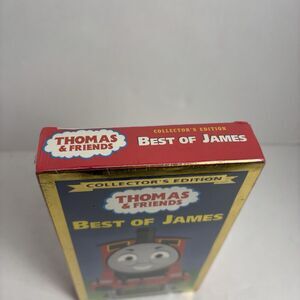 THOMAS
& FRIENDS
COLLECTOR'S EDITION
BEST OF JAMES
COLLECTOR'S EDITION
THOMAS
& FRIENDS
BEST OF JAMES